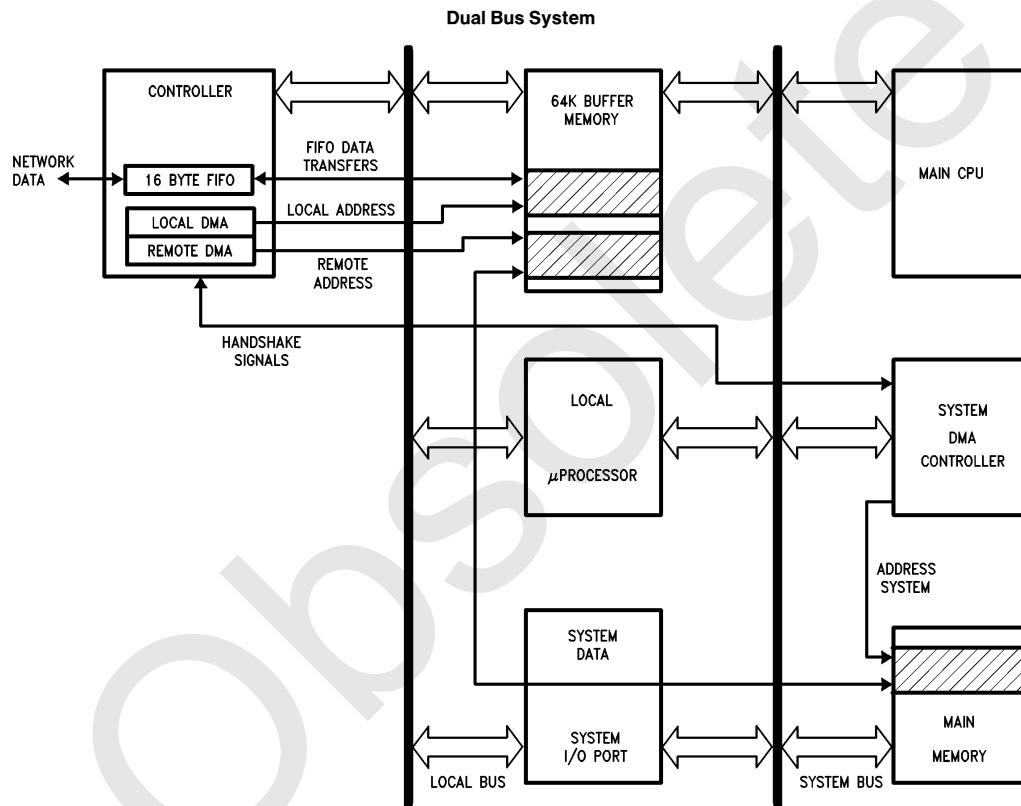 Dual Bus System
CONTROLLER
NETWORK
DATA
16 BYTE FIFO
LOCAL DMA
REMOTE DMA
FIFO DATA
TRANSFERS
LOCAL ADDRESS
REMOTE
ADDRESS
HANDSHAKE
SIGNALS
64K BUFFER
MEMORY
MAIN CPU
LOCAL
μPROCESSOR
SYSTEM
DMA
CONTROLLER
ADDRESS
SYSTEM
SYSTEM
DATA
SYSTEM
I/O PORT
MAIN
MEMORY
LOCAL BUS
SYSTEM BUS
Obsolete